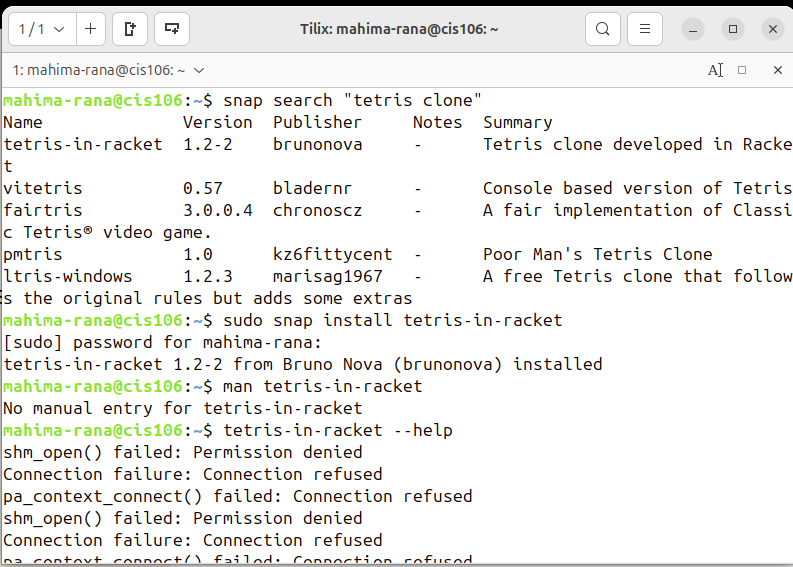 1 / 1
Tilix: mahima-rana@cis106: ~
1: mahima-rana@cis106: ~
mahima-rana@cis106:~$ snap search "tetris clone"
Name Version Publisher Notes Summary
tetris-in-racket 1.2-2 brunonova - Tetris clone developed in Racke
t
vitetris 0.57 bladernr - Console based version of Tetris
fairtris 3.0.0.4 chronoscz - A fair implementation of Classi
c Tetris® video game.
pmtris 1.0 kz6fittycent - Poor Man's Tetris Clone
ltris-windows 1.2.3 marisag1967 - A free Tetris clone that follow
s the original rules but adds some extras
mahima-rana@cis106:~$ sudo snap install tetris-in-racket
[sudo] password for mahima-rana:
tetris-in-racket 1.2-2 from Bruno Nova (brunonova) installed
mahima-rana@cis106:~$ man tetris-in-racket
No manual entry for tetris-in-racket
mahima-rana@cis106:~$ tetris-in-racket --help
shm_open() failed: Permission denied
Connection failure: Connection refused
pa_context_connect() failed: Connection refused
shm_open() failed: Permission denied
Connection failure: Connection refused
pa_context_connect() failed: Connection refused